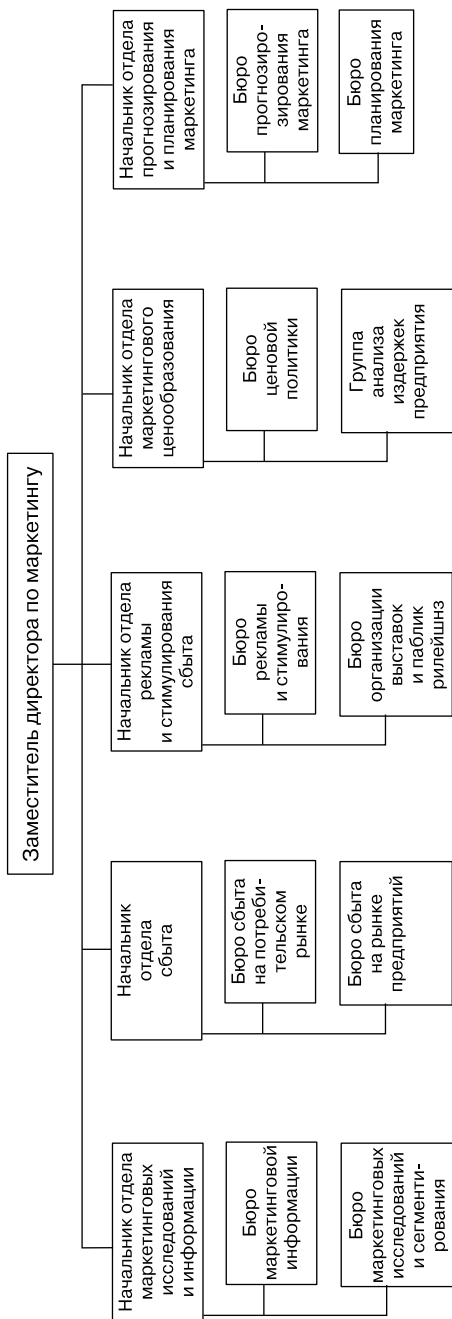 Заместитель директора по маркетингу
Начальник отдела
маркетинговых
исследований
и информации
Бюро
маркетинговой
информации
Бюро
маркетинговых
исследований
и сегменти-
рования
Начальник
отдела
сбыта
Бюро сбыта
на потреби-
тельском
рынке
Бюро сбыта
на рынке
предприятий
Начальник отдела
рекламы
и стимулирования
сбыта
Бюро
рекламы
и стимулиро-
вания
Бюро
организации
выставок
и паблик
рилейшнз
Начальник отдела
маркетингового
ценообразования
Бюро
ценовой
политики
Группа
анализа
издержек
предприятия
Начальник отдела
прогнозирования
и планирования
маркетинга
Бюро
прогнозиро-
зирования
маркетинга
Бюро
планирования
маркетинга